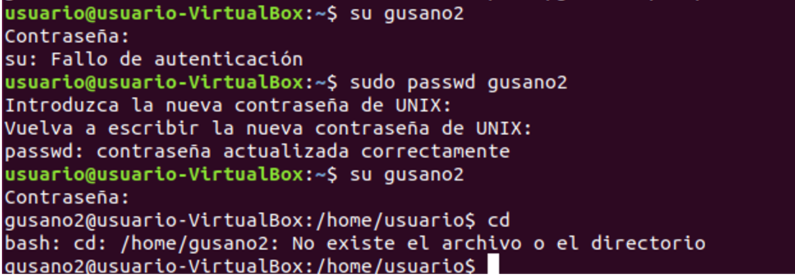 usuario@usuario-VirtualBox:~$ su gusano2
Contraseña:
su: Fallo de autenticación
usuario@usuario-VirtualBox:~$ sudo passwd gusano2
Introduzca la nueva contraseña de UNIX:
Vuelva a escribir la nueva contraseña de UNIX:
passwd: contraseña actualizada correctamente
usuario@usuario-VirtualBox:~$ su gusano2
Contraseña:
gusano2@usuario-VirtualBox:/home/usuario$ cd
bash: cd: /home/gusano2: No existe el archivo o el directorio
gusano2@usuario-VirtualBox:/home/usuario$